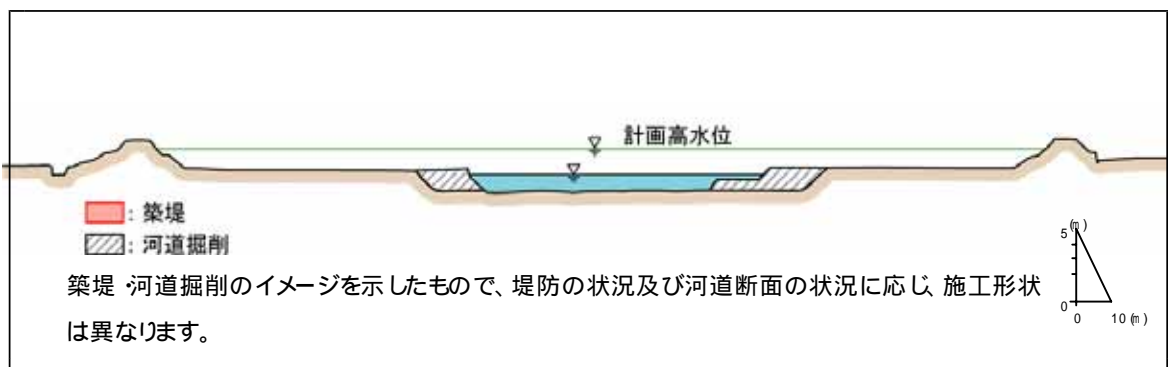 計画高水位
: 築堤
: 河道掘削
築堤・河道掘削のイメージを示したもので、堤防の状況及び河道断面の状況に応じ、施工形状
は異なります。
5 (m)
0
0 10 (m)